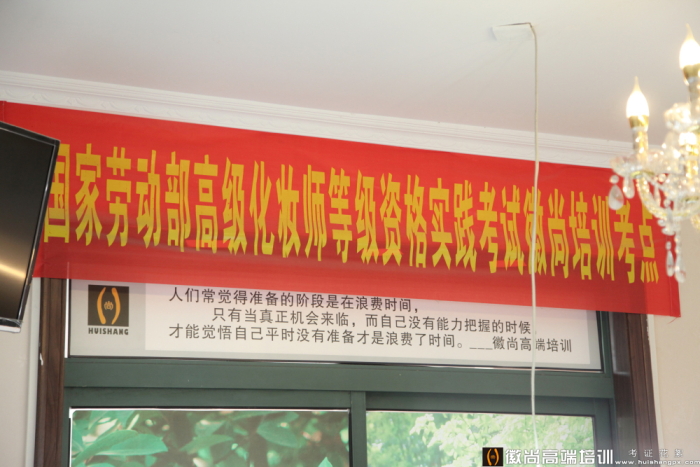 国家劳动部高级化妆师等级资格实践考试徽尚培训考点
人们常觉得准备的阶段是在浪费时间，
只有当真正机会来临，而自己没有能力把握的时候，
才能觉悟自己平时没有准备才是浪费了时间。___徽尚高端培训
HUISHANG
徽尚高端培训